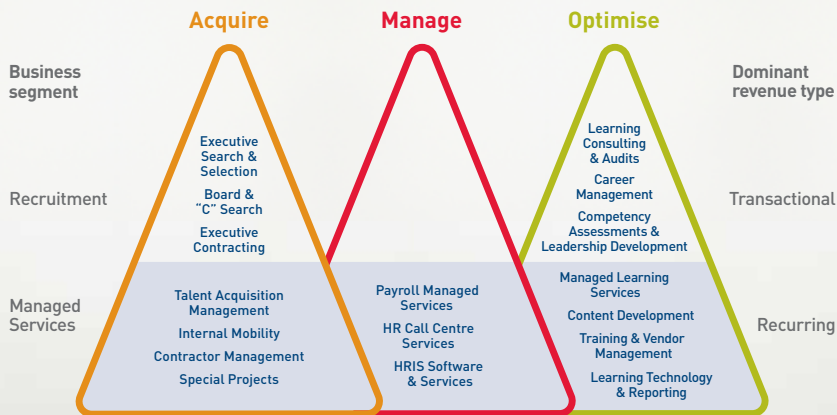 Acquire
Manage
Optimise
Business
segment
Dominant
revenue type
Recruitment
Executive
Search &
Selection
Board &
“C” Search
Executive
Contracting
Learning
Consulting
& Audits
Career
Management
Competency
Assessments &
Leadership Development
Transactional
Managed
Services
Talent Acquisition
Management
Internal Mobility
Contractor Management
Special Projects
Payroll Managed
Services
HR Call Centre
Services
HRIS Software
& Services
Managed Learning
Services
Content Development
Training & Vendor
Management
Learning Technology
& Reporting
Recurring